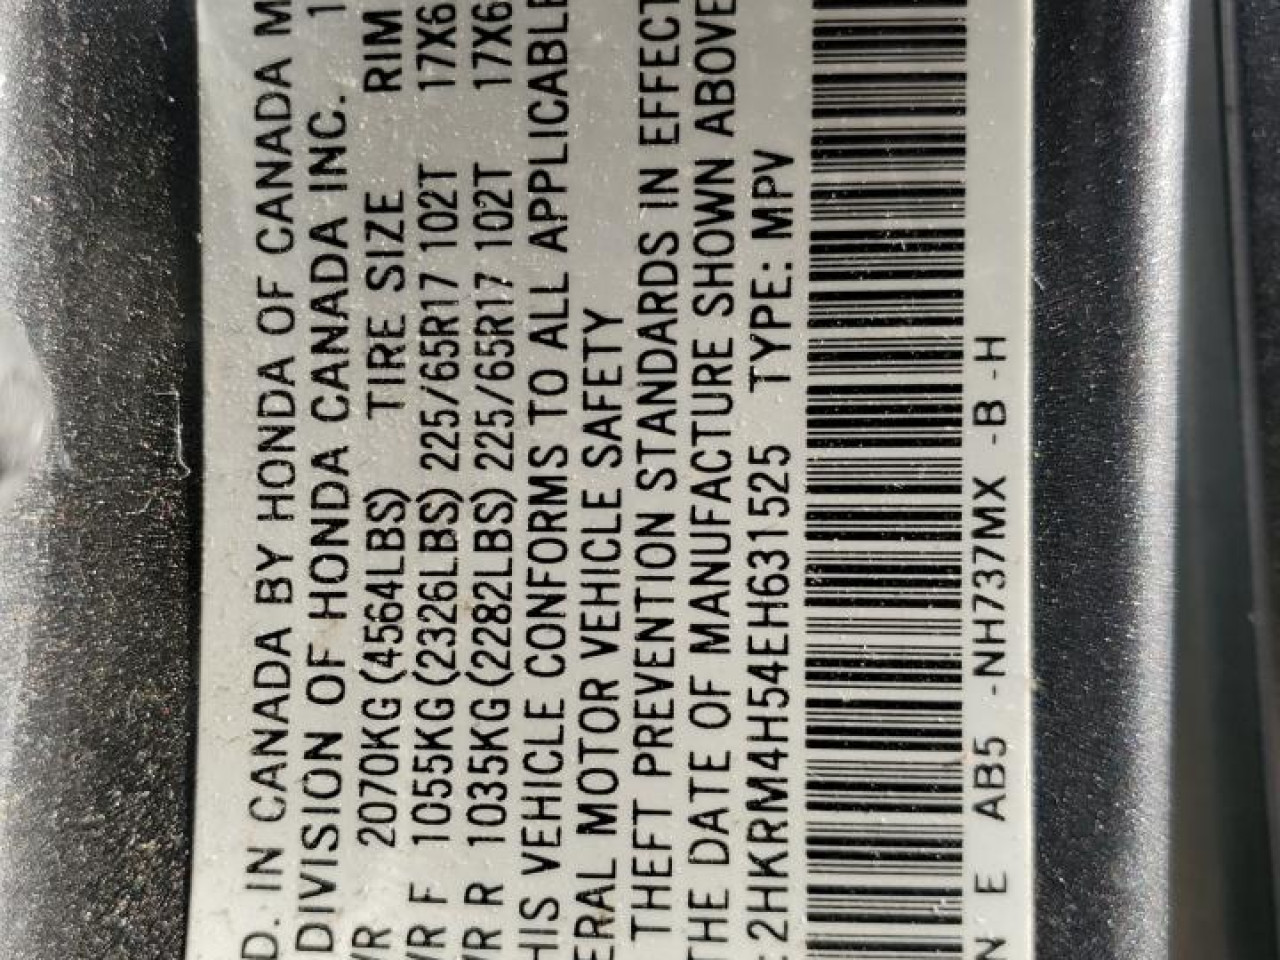 D. IN CANADA BY HONDA OF CANADA M
DIVISION OF HONDA CANADA INC. 1
VR 2070KG (4564LBS) TIRE SIZE RIM
VR F 1055KG (2326LBS) 225/65R17 102T 17X6
VR R 1035KG (2282LBS) 225/65R17 102T 17X6
HIS VEHICLE CONFORMS TO ALL APPLICABLE
ERAL MOTOR VEHICLE SAFETY
THEFT PREVENTION STANDARDS IN EFFECT
THE DATE OF MANUFACTURE SHOWN ABOVE
: 2HKRM4H54EH631525 TYPE: MPV
N E AB5 -NH737MX -B -H